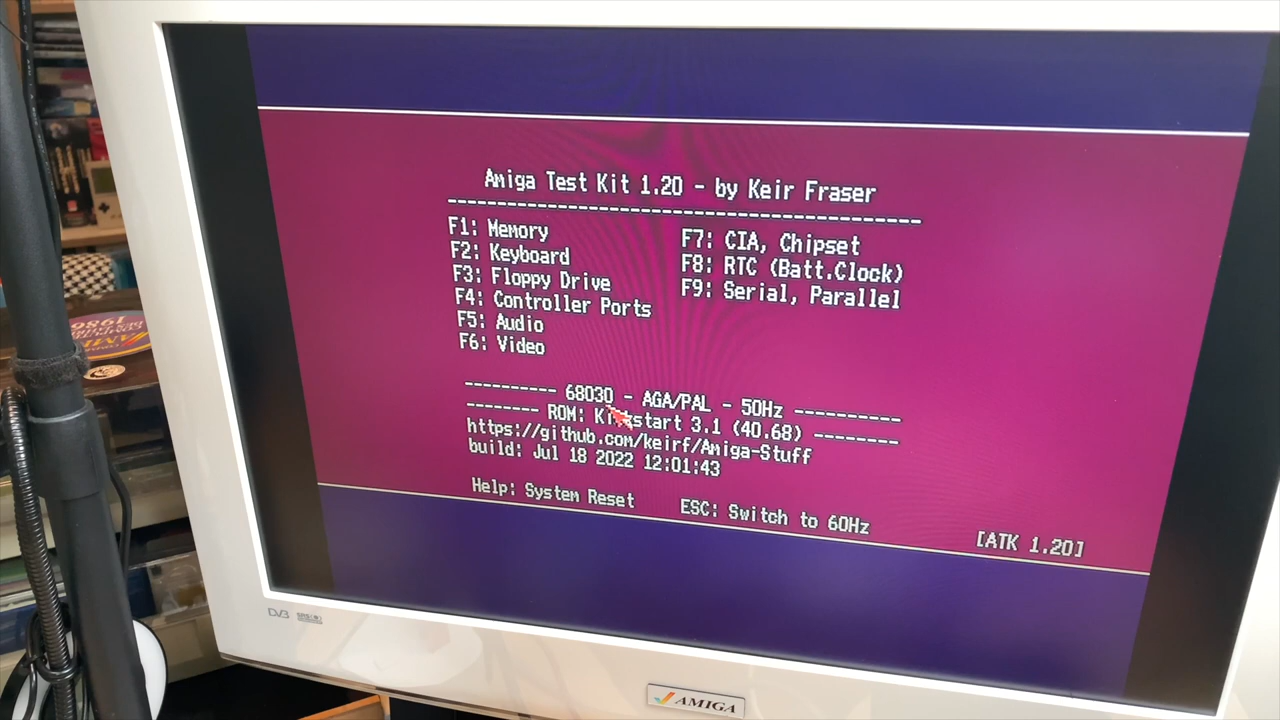 Amiga Test Kit 1.20 - by Keir Fraser
------------------------------------------------
F1: Memory
F2: Keyboard
F3: Floppy Drive
F4: Controller Ports
F5: Audio
F6: Video
F7: CIA, Chipset
F8: RTC (Batt.Clock)
F9: Serial, Parallel
---------- 68030 - AGA/PAL - 50Hz ----------
-------- ROM: Kickstart 3.1 (40.68) --------
https://github.com/keirf/Amiga-Stuff
build: Jul 18 2022 12:01:43
Help: System Reset
ESC: Switch to 60Hz
[ATK 1.20]
DVB
AMIGA